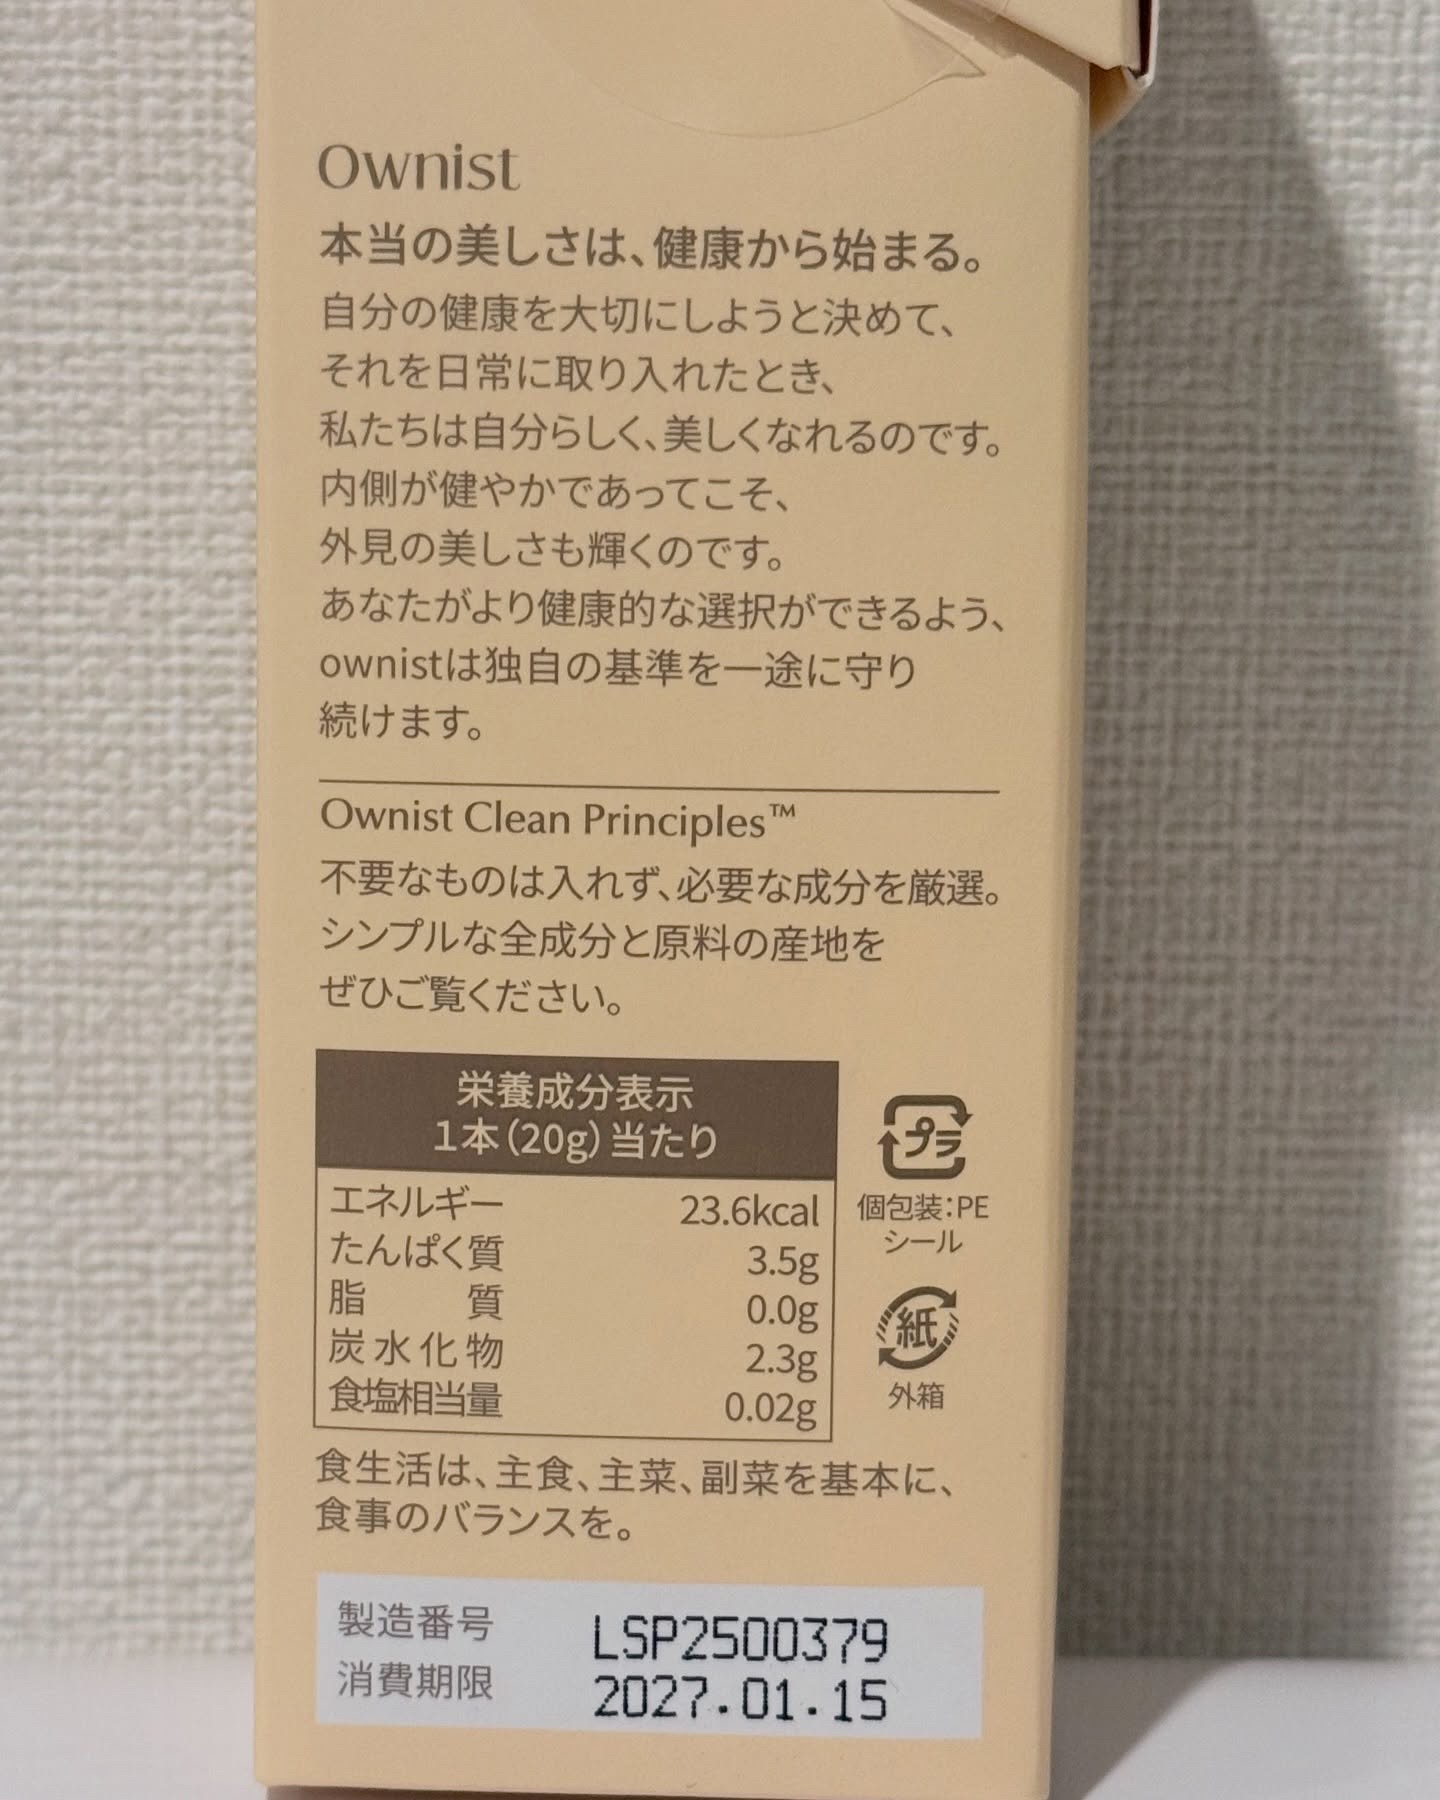 Ownist
本当の美しさは、健康から始まる。
自分の健康を大切にしようと決めて、
それを日常に取り入れたとき、
私たちは自分らしく、美しくなれるのです。
内側が健やかであってこそ、
外見の美しさも輝くのです。
あなたがより健康的な選択ができるよう、
ownistは独自の基準を一途に守り
続けます。
Ownist Clean Principles™
不要なものは入れず、必要な成分を厳選。
シンプルな全成分と原料の産地を
ぜひご覧ください。
栄養成分表示
1本(20g)当たり
エネルギー 23.6kcal
たんぱく質 3.5g
脂質 0.0g
炭水化物 2.3g
食塩相当量 0.02g
プラ
個包装:PE
シール
紙
外箱
食生活は、主食、主菜、副菜を基本に、
食事のバランスを。
製造番号 LSP2500379
消費期限 2027.01.15